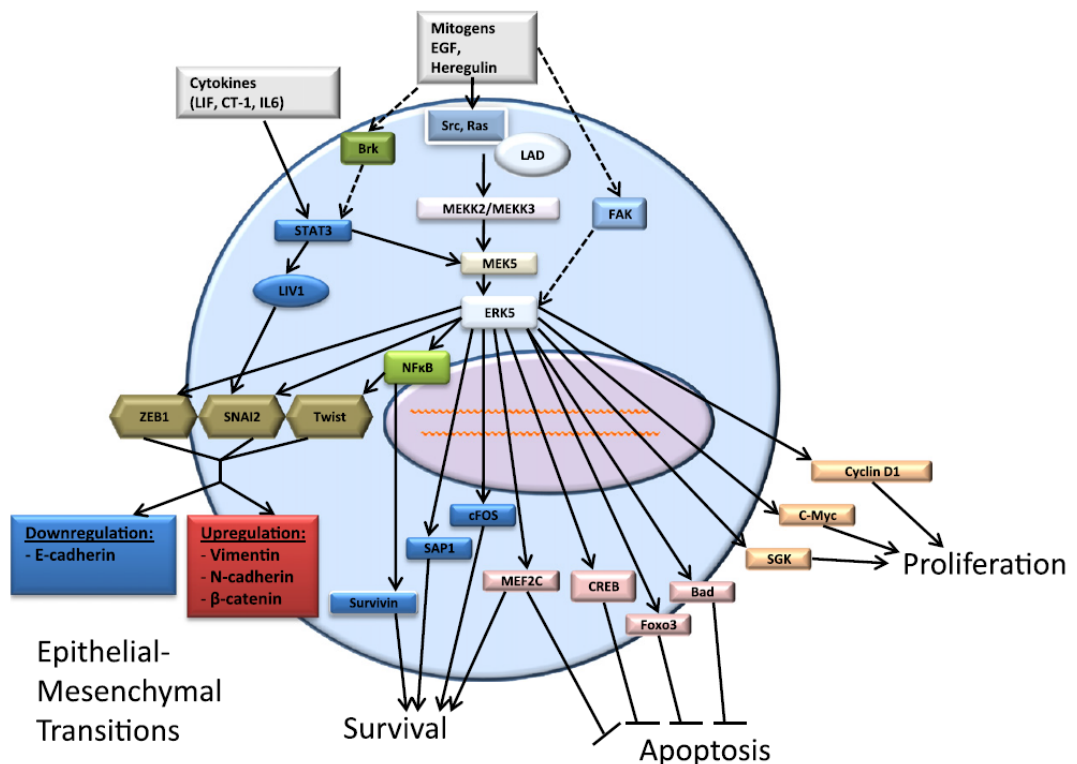 Mitogens
EGF,
Heregulin
Cytokines
(LIF, CT-1, IL6)
Src, Ras
Brk
LAD
MEKK2/MEKK3
FAK
STAT3
MEK5
LIV1
ERK5
NFκB
ZEB1
SNAI2
Twist
Cyclin D1
C-Myc
SGK
Proliferation
cFOS
SAP1
MEF2C
CREB
Bad
Foxo3
Survivin
Downregulation:
- E-cadherin
Upregulation:
- Vimentin
- N-cadherin
- β-catenin
Epithelial-
Mesenchymal
Transitions
Survival
Apoptosis